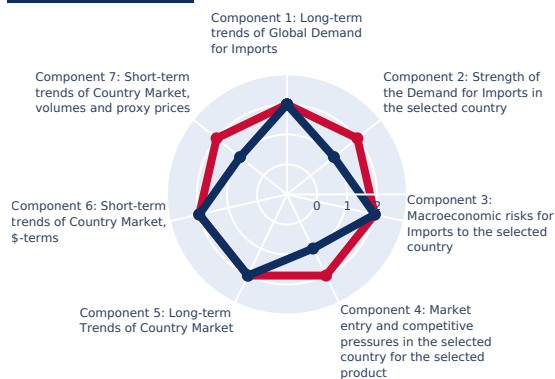 Component 1: Long-term
trends of Global Demand
for Imports
Component 2: Strength of
the Demand for Imports in
the selected country
Component 3:
Macroeconomic risks for
Imports to the selected
country
Component 4: Market
entry and competitive
pressures in the selected
country for the selected
product
Component 5: Long-term
Trends of Country Market
Component 6: Short-term
trends of Country Market,
$-terms
Component 7: Short-term
trends of Country Market,
volumes and proxy prices
0 1 2